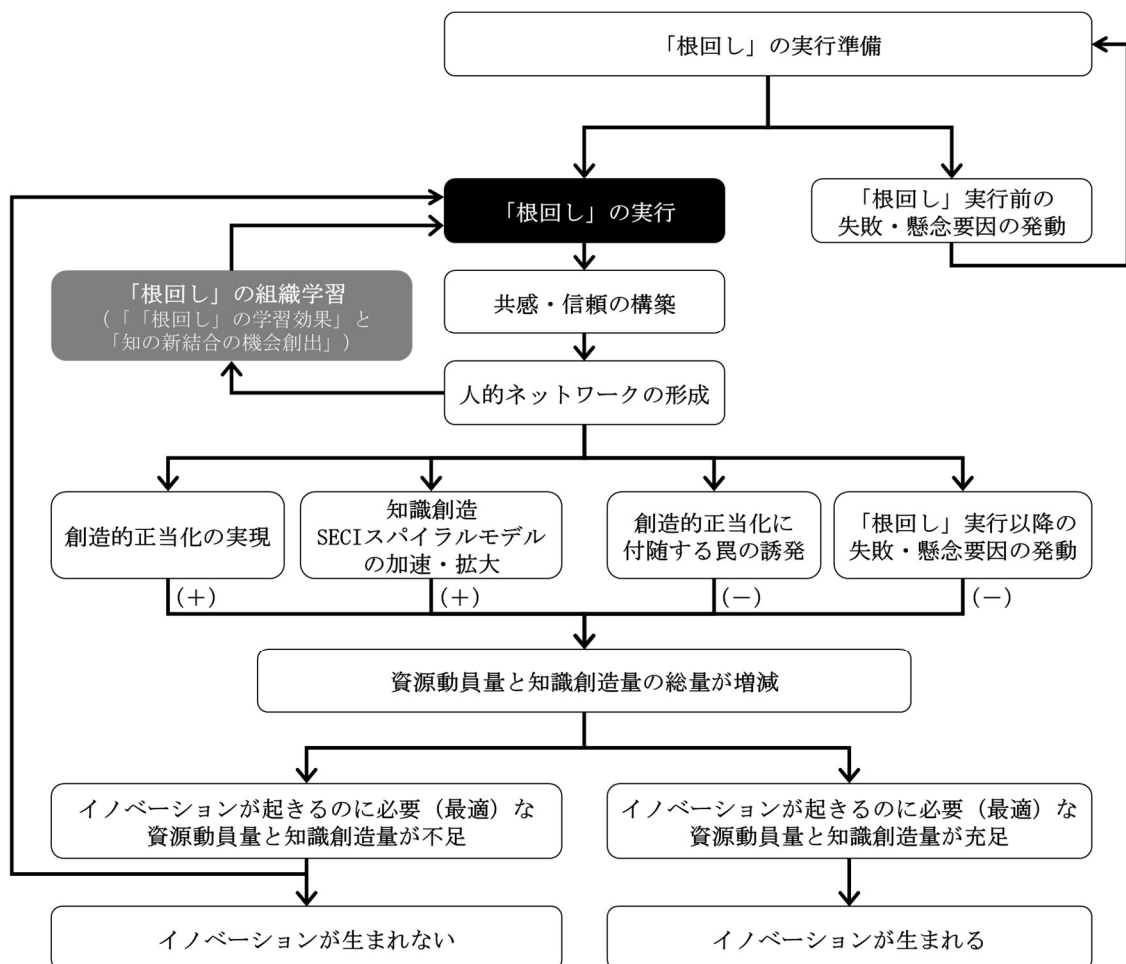 「根回し」の実行準備
「根回し」の実行
「根回し」実行前の
失敗・懸念要因の発動
「根回し」の組織学習
(「「根回し」の学習効果」と
「知の新結合の機会創出」)
共感・信頼の構築
人的ネットワークの形成
創造的正当化の実現
知識創造
SECIスパイラルモデル
の加速・拡大
創造的正当化に
付随する罠の誘発
「根回し」実行以降の
失敗・懸念要因の発動
(+)
(+)
(−)
(−)
資源動員量と知識創造量の総量が増減
イノベーションが起きるのに必要(最適)な
資源動員量と知識創造量が不足
イノベーションが起きるのに必要(最適)な
資源動員量と知識創造量が充足
イノベーションが生まれない
イノベーションが生まれる